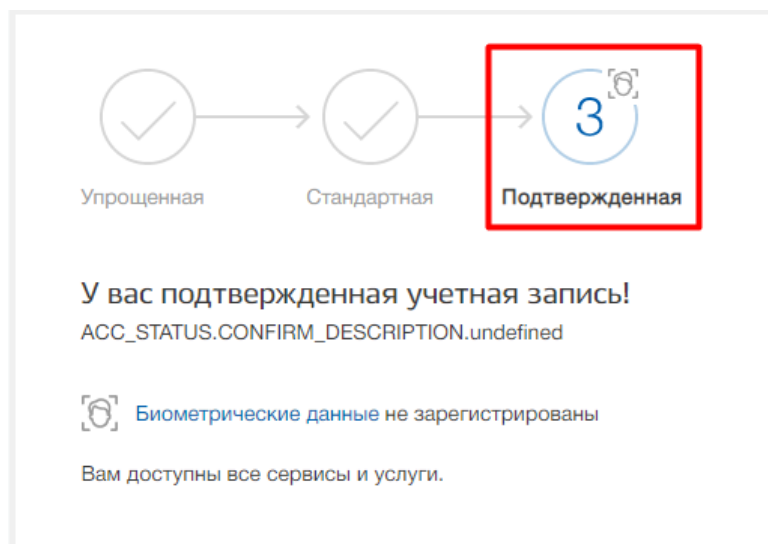 3
Упрощенная
Стандартная
Подтвержденная
У вас подтвержденная учетная запись!
ACC_STATUS.CONFIRM_DESCRIPTION.undefined
Биометрические данные не зарегистрированы
Вам доступны все сервисы и услуги.